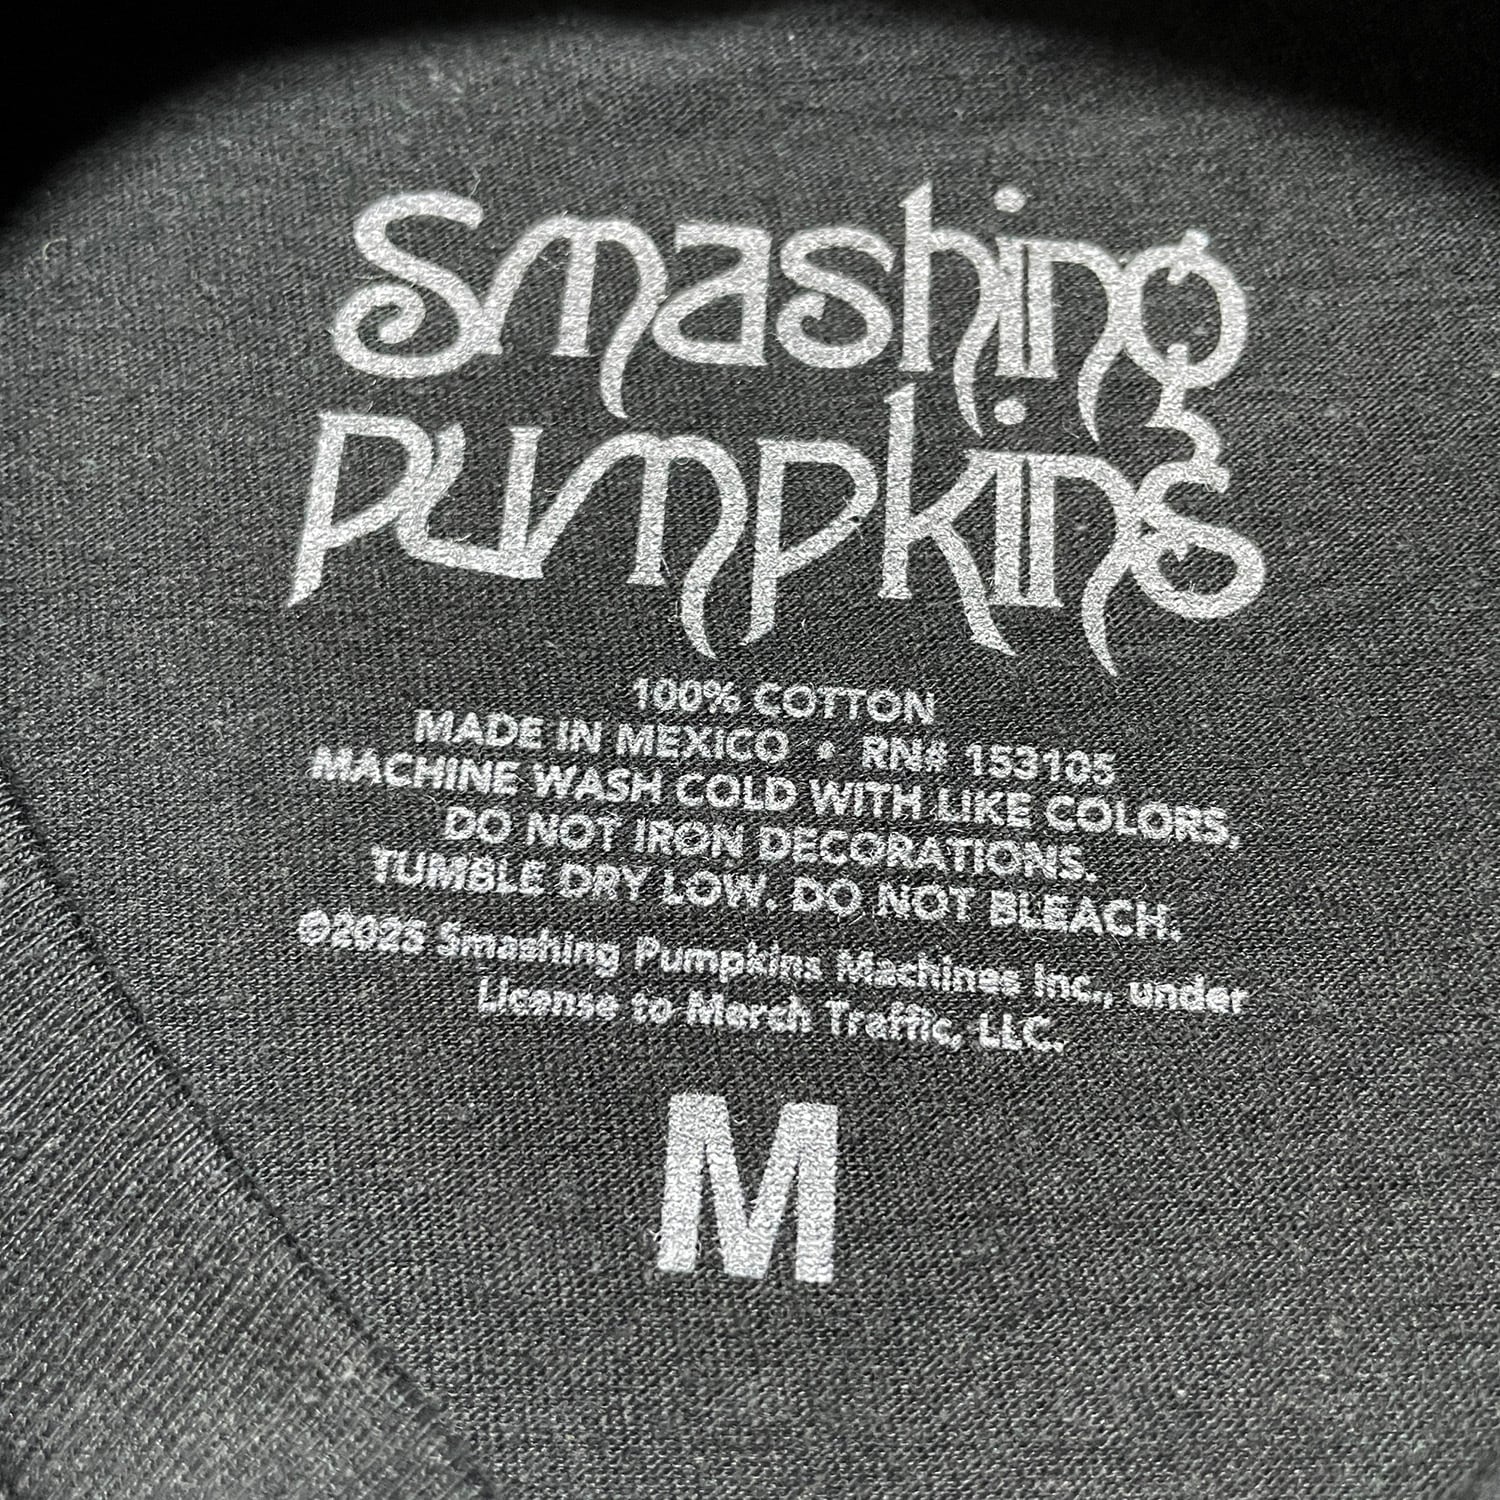 Smashing
Pumpkins
100% COTTON
MADE IN MEXICO • RN# 153105
MACHINE WASH COLD WITH LIKE COLORS,
DO NOT IRON DECORATIONS.
TUMBLE DRY LOW. DO NOT BLEACH.
©2025 Smashing Pumpkins Machines Inc., under
License to Merch Traffic, LLC.
M